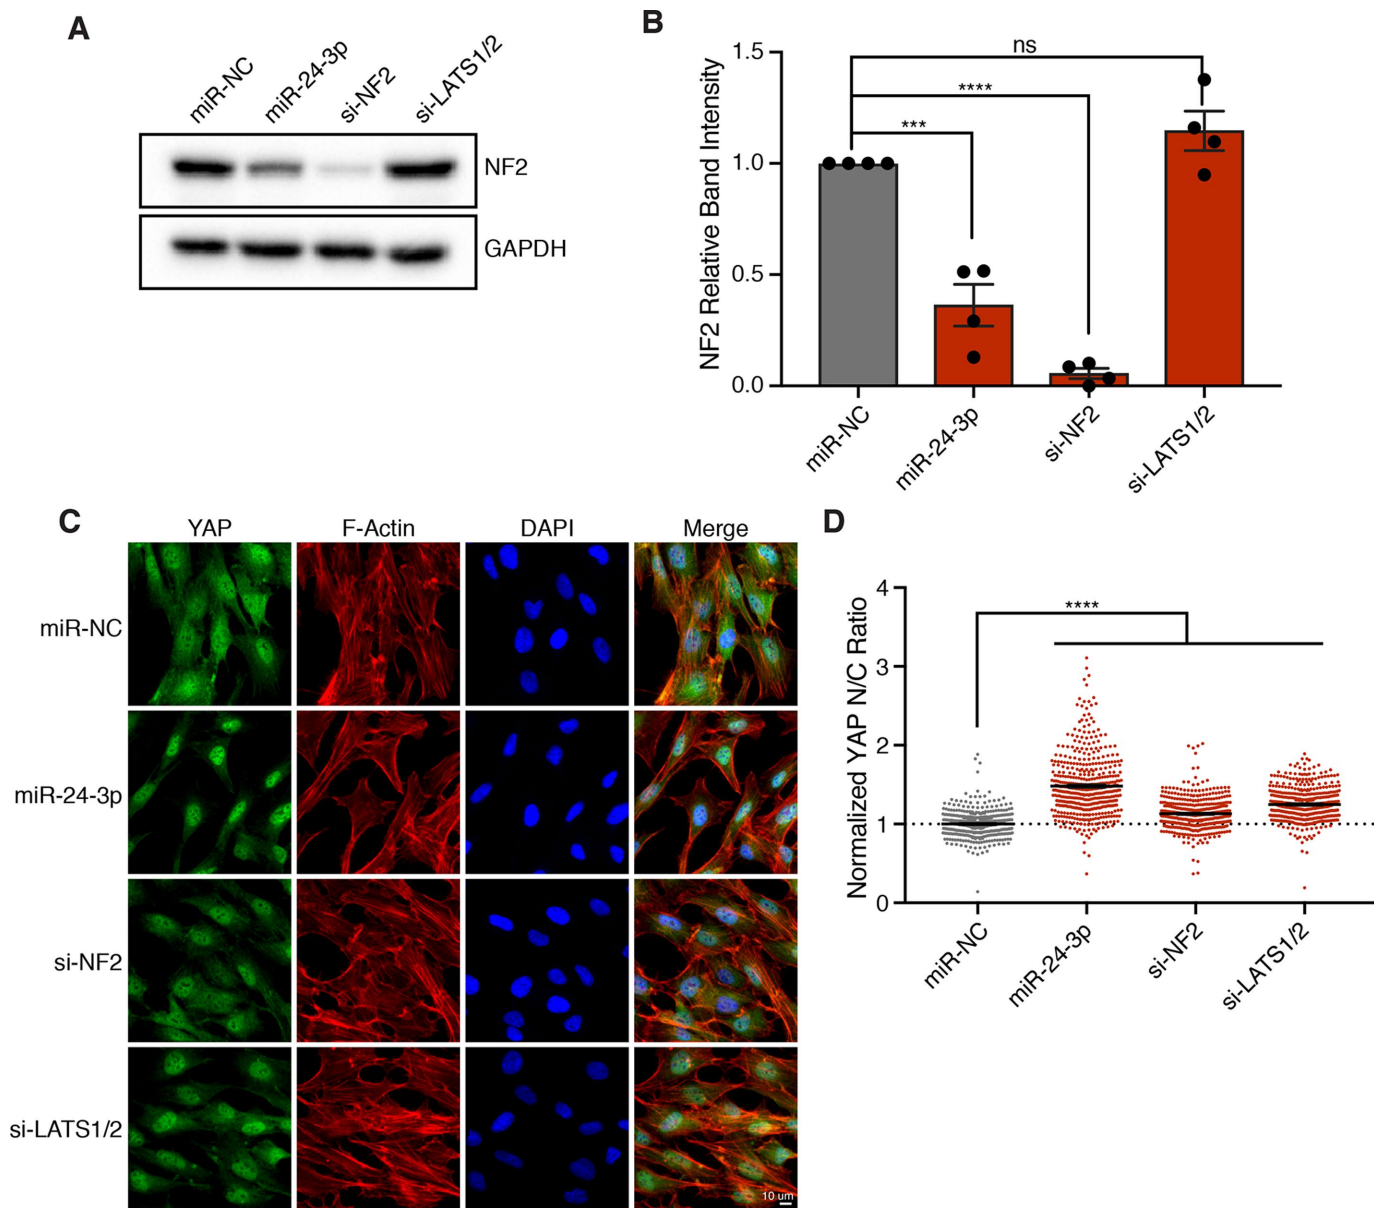 A
miR-NC
miR-24-3p
si-NF2
si-LATS1/2
NF2
GAPDH
B
NF2 Relative Band Intensity
1.5
1.0
0.5
0.0
ns
****
***
miR-NC
miR-24-3p
si-NF2
si-LATS1/2
C
YAP
F-Actin
DAPI
Merge
miR-NC
miR-24-3p
si-NF2
si-LATS1/2
10 um
D
Normalized YAP N/C Ratio
4
3
2
1
0
****
miR-NC
miR-24-3p
si-NF2
si-LATS1/2